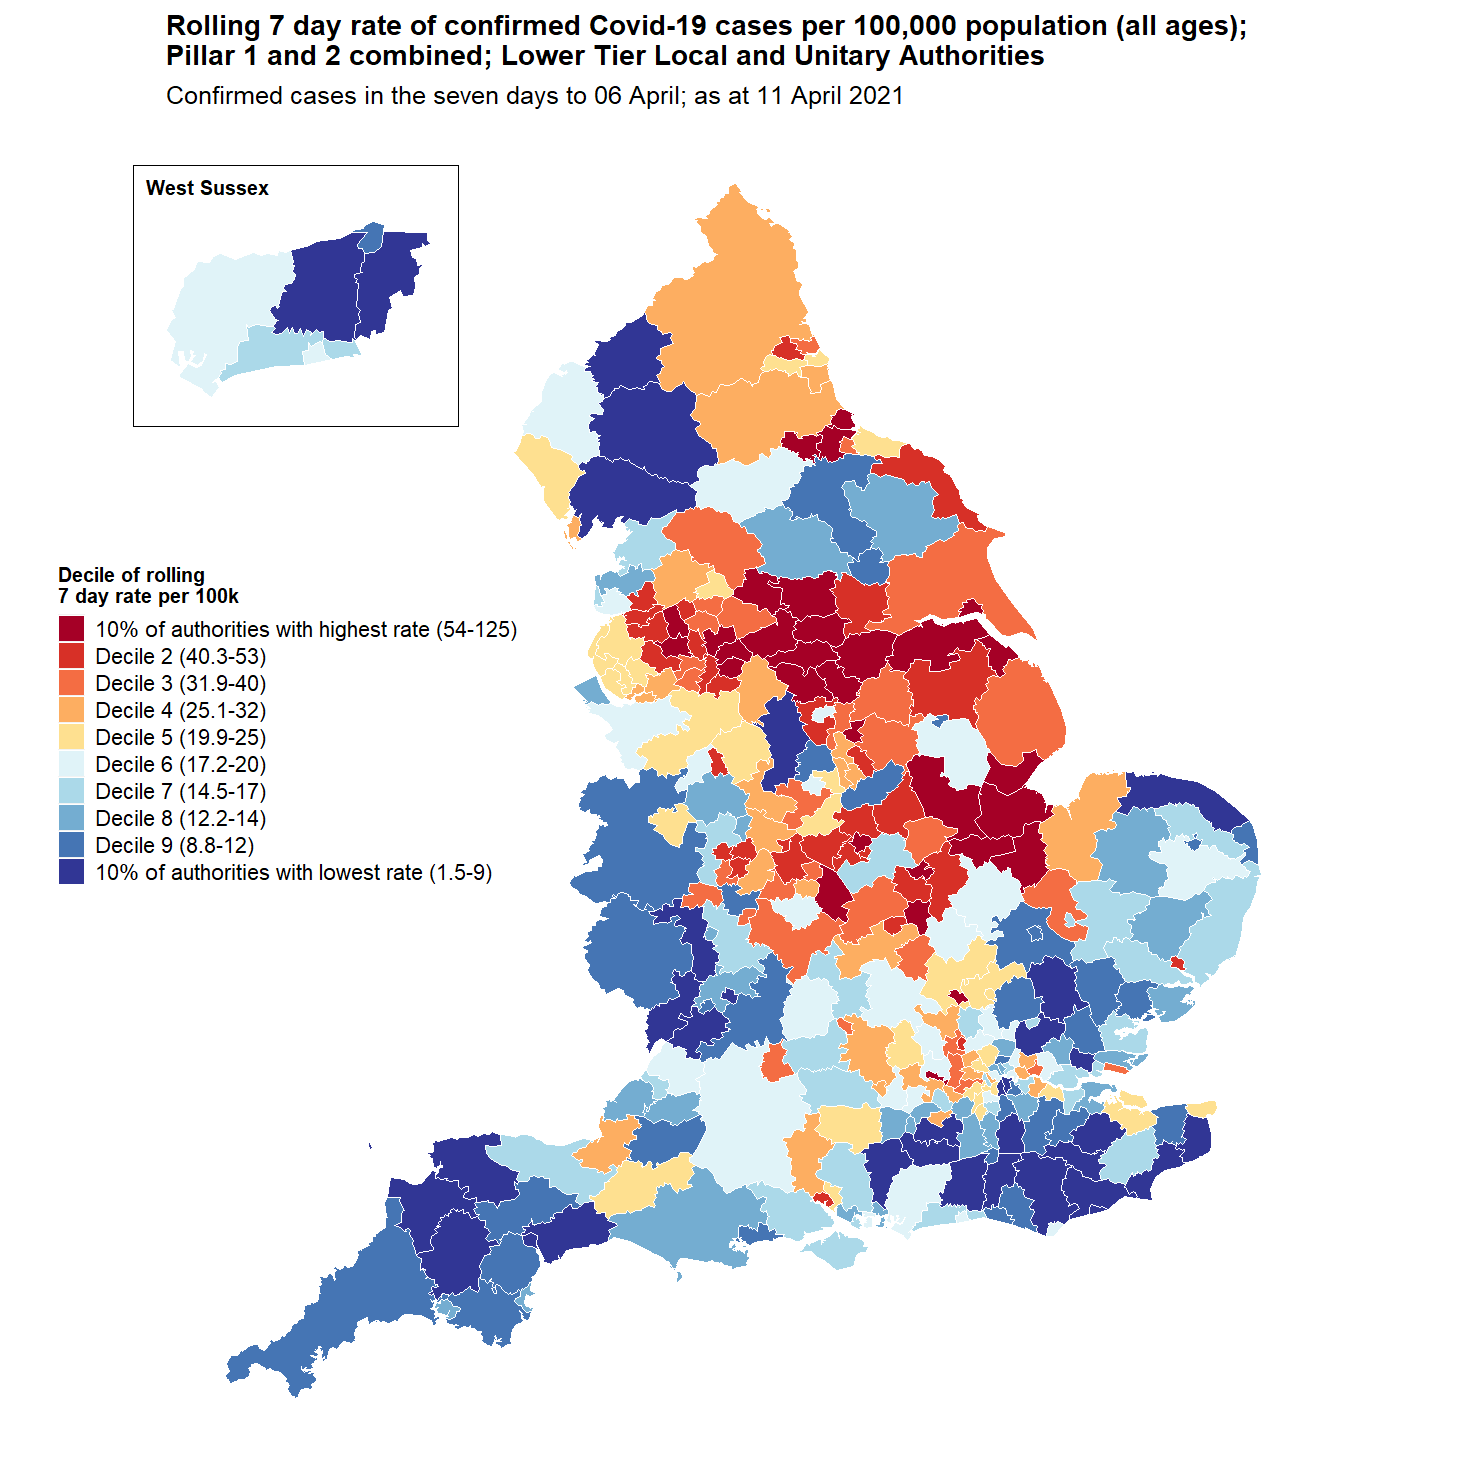 Rolling 7 day rate of confirmed Covid-19 cases per 100,000 population (all ages);
Pillar 1 and 2 combined; Lower Tier Local and Unitary Authorities
Confirmed cases in the seven days to 06 April; as at 11 April 2021
West Sussex
Decile of rolling
7 day rate per 100k
10% of authorities with highest rate (54-125)
Decile 2 (40.3-53)
Decile 3 (31.9-40)
Decile 4 (25.1-32)
Decile 5 (19.9-25)
Decile 6 (17.2-20)
Decile 7 (14.5-17)
Decile 8 (12.2-14)
Decile 9 (8.8-12)
10% of authorities with lowest rate (1.5-9)